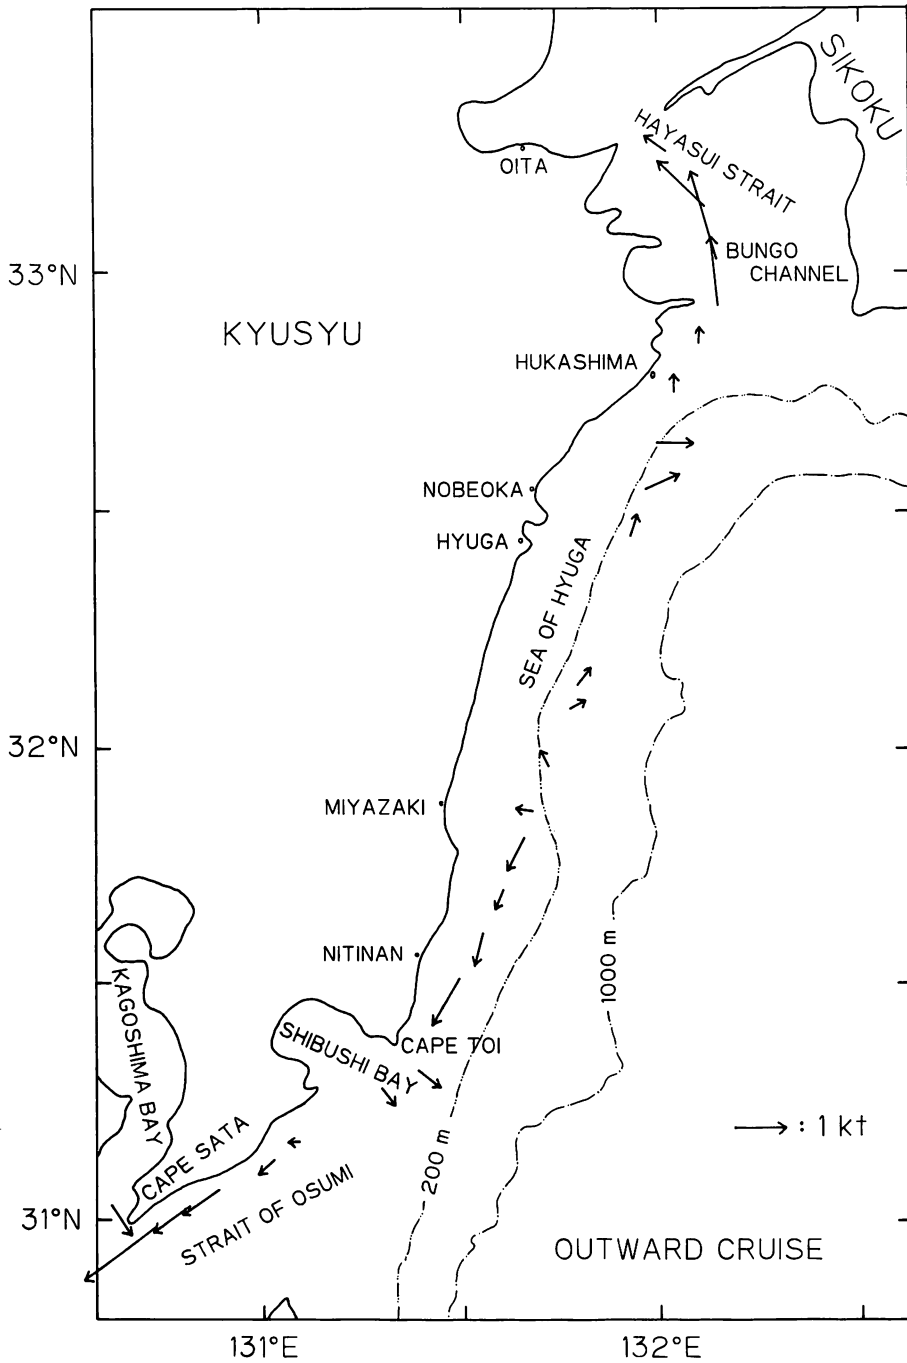 SIKOKU
HAYASUI STRAIT
OITA
BUNGO
CHANNEL
33°N
KYUSYU
HUKASHIMA
NOBEOKA
HYUGA
SEA OF HYUGA
32°N
MIYAZAKI
NITINAN
1000 m
KAGOSHIMA BAY
SHIBUSHI BAY
CAPE TOI
: 1 kt
200 m
CAPE SATA
STRAIT OF OSUMI
31°N
OUTWARD CRUISE
131°E
132°E